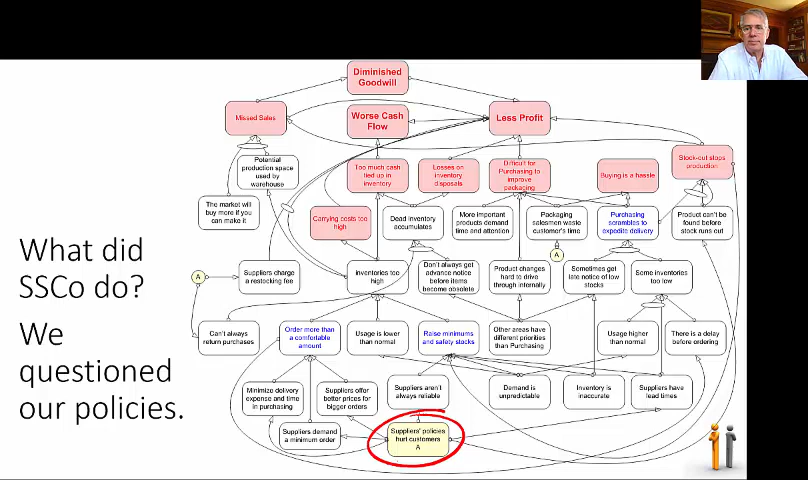 Diminished
Goodwill
Missed Sales
Worse Cash
Flow
Less Profit
Potential
production space
used by
warehouse
Too much cash
tied up in
inventory
Losses on
inventory
disposals
Difficult for
Purchasing to
improve
packaging
Buying is a hassle
Stock-out stops
production
The market will
buy more if you
can make it
Carrying costs too
high
Dead inventory
accumulates
More important
products demand
time and attention
Packaging
salesmen waste
customer's time
Purchasing
scrambles to
expedite delivery
Product can't be
found before
stock runs out
A
What did
SSCo do?
We
questioned
our policies.
A
Suppliers charge
a restocking fee
inventories too
high
Don't always get
advance notice
before items
become obsolete
Product changes
hard to drive
through internally
Sometimes get
late notice of low
stocks
Some inventories
too low
Can't always
return purchases
Order more than
a comfortable
amount
Usage is lower
than normal
Raise minimums
and safety stocks
Other areas have
different priorities
than Purchasing
Usage higher
than normal
There is a delay
before ordering
Minimize delivery
expense and time
in purchasing
Suppliers offor
better prices for
bigger orders
Suppliers aren't
always reliable
Demand is
unpredictable
Inventory is
inaccurate
Suppliers have
lead times
Suppliers demand
a minimum order
Suppliers' policies
hurt customers
A